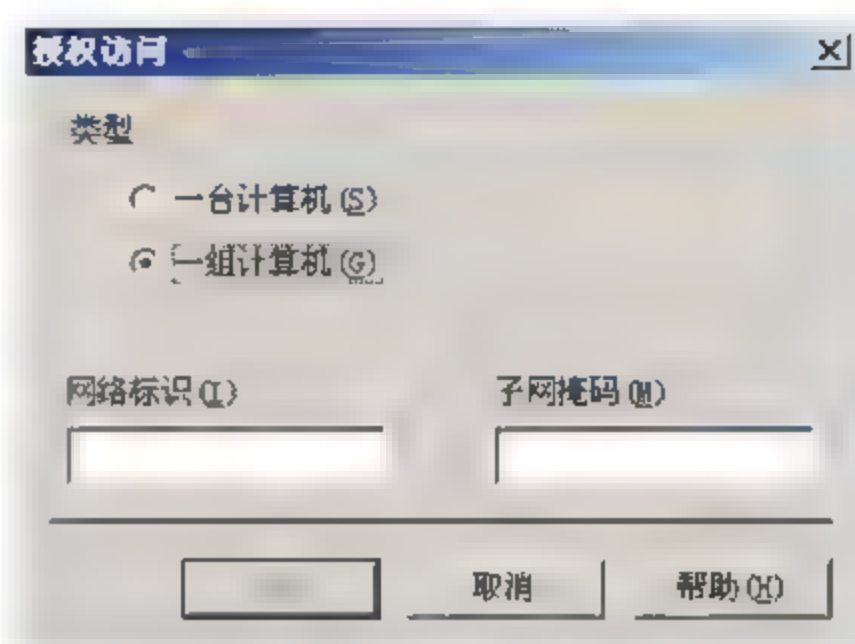 授权访问
类型
一台计算机(S)
一组计算机(G)
网络标识(I)
子网掩码(M)
取消
帮助(H)